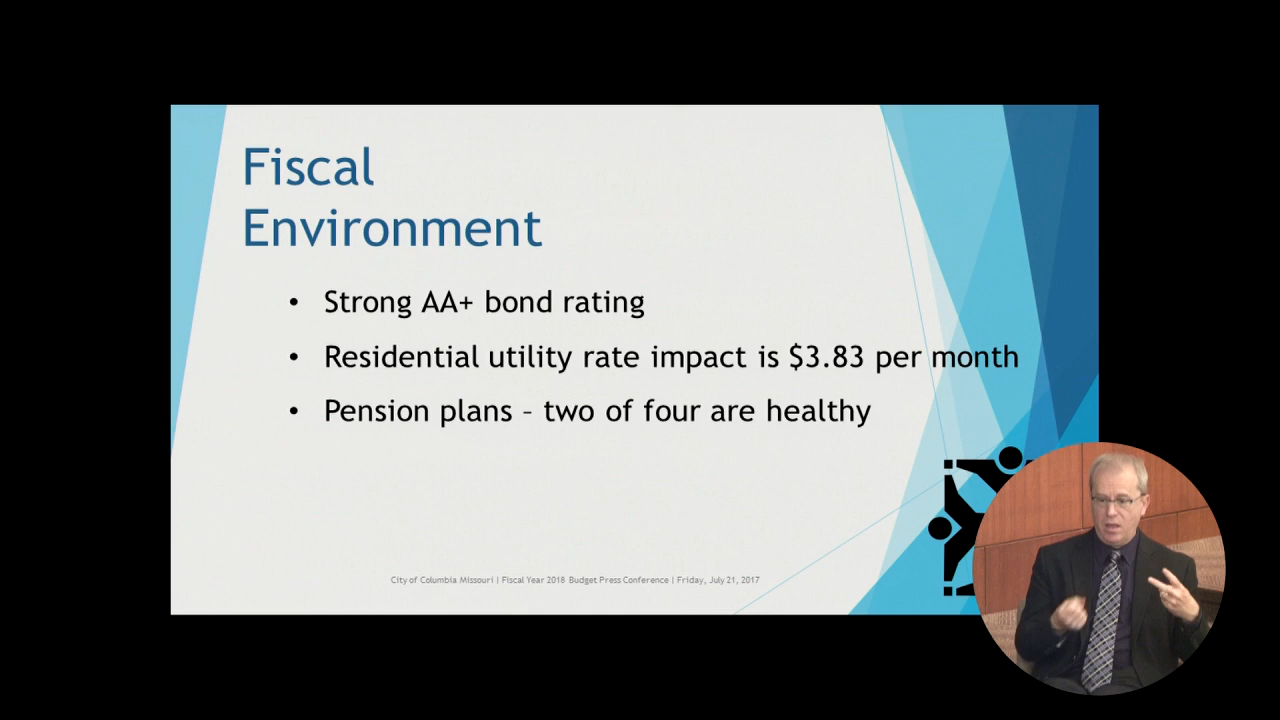 Fiscal
Environment
• Strong AA+ bond rating
• Residential utility rate impact is $3.83 per month
• Pension plans – two of four are healthy
City of Columbia Missouri | Fiscal Year 2018 Budget Press Conference | Friday, July 21, 2017